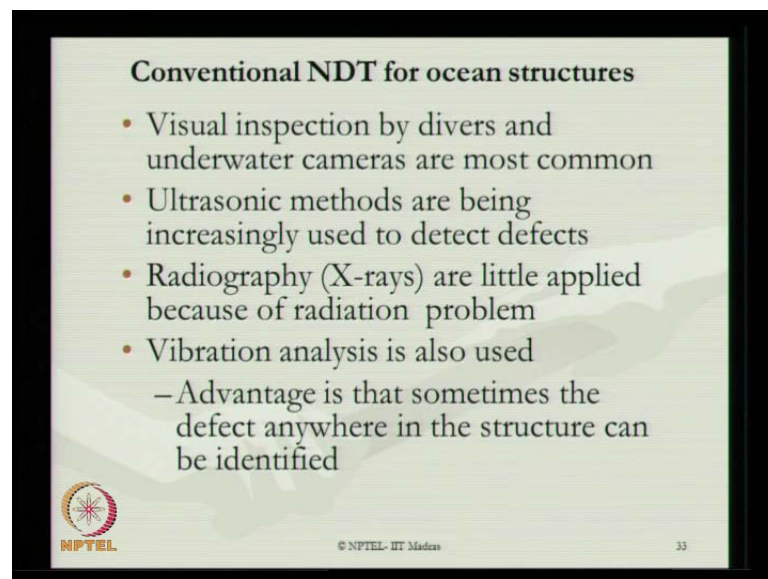 Conventional NDT for ocean structures
• Visual inspection by divers and
underwater cameras are most common
• Ultrasonic methods are being
increasingly used to detect defects
• Radiography (X-rays) are little applied
because of radiation problem
• Vibration analysis is also used
–Advantage is that sometimes the
defect anywhere in the structure can
be identified
NPTEL
© NPTEL- IIT Madras
33